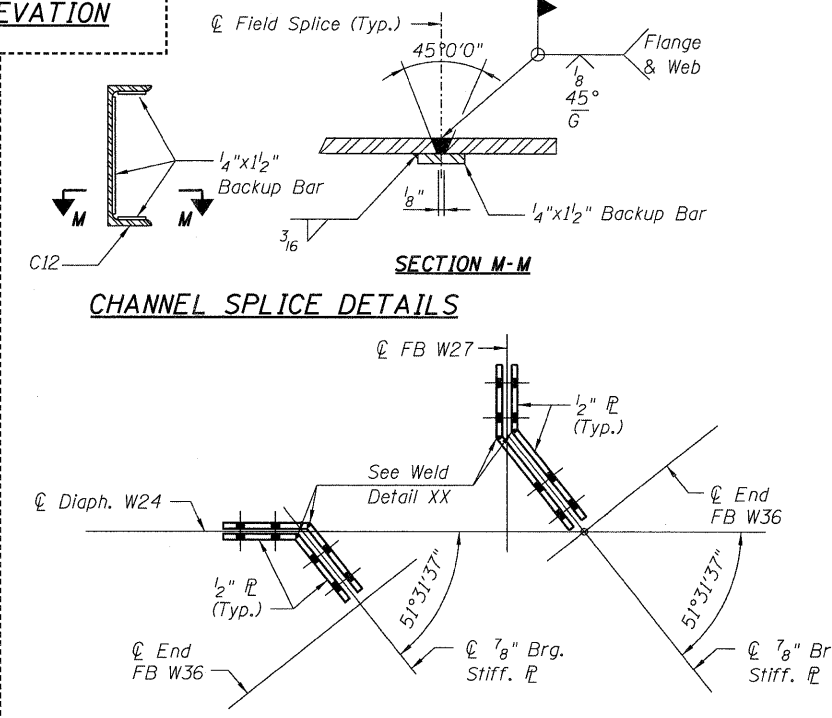 EVATION
℄ Field Splice (Typ.)
45°0'0"
Flange
& Web
1/8
45°
G
1/4"x1 1/2"
Backup Bar
M
M
C12
1/8"
3/16
1/4"x1 1/2" Backup Bar
SECTION M-M
CHANNEL SPLICE DETAILS
℄ FB W27
1/2" ℄
(Typ.)
See Weld
Detail XX
℄ Diaph. W24
℄ End
FB W36
1/2" ⅊
(Typ.)
51°31'37"
51°31'37"
℄ End
FB W36
℄ 7/8" Brg.
Stiff. ⅊
℄ 7/8" Br
Stiff. ⅊